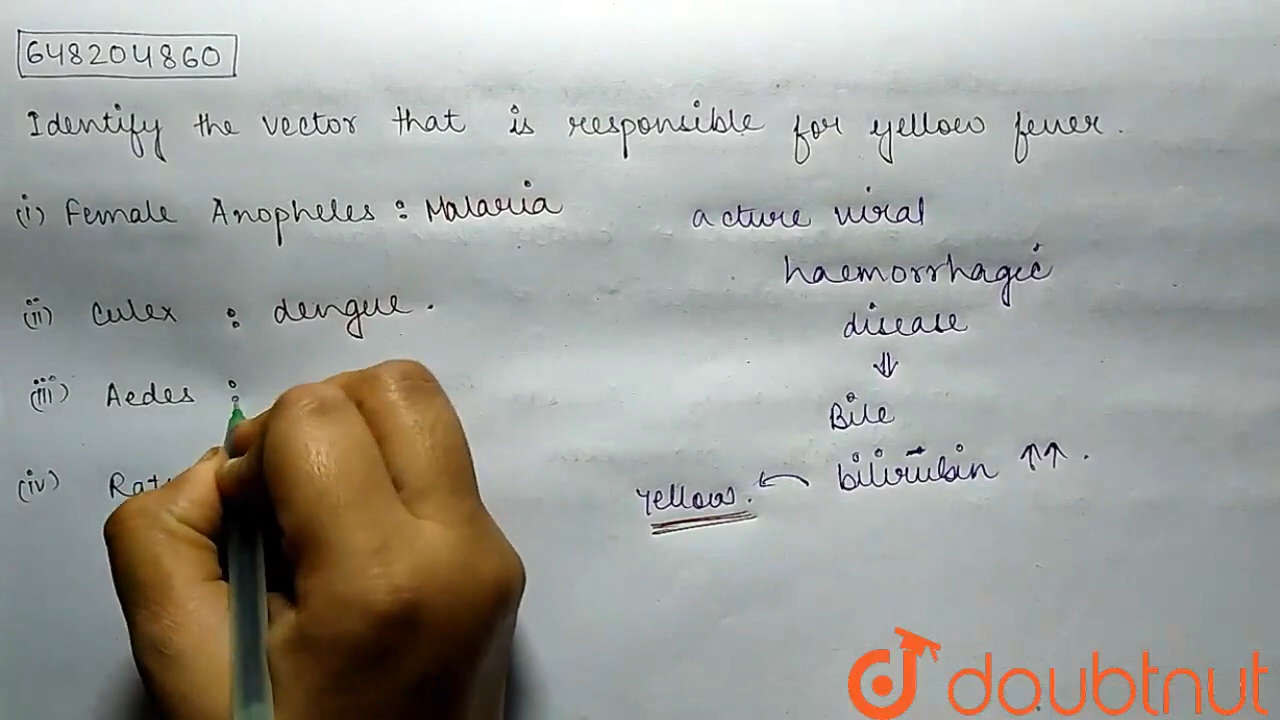 648204860
Identify the vector that is responsible for yellow fever.
(i) Female Anopheles : Malaria
(ii) Culex : dengue.
(iii) Aedes :
(iv)
acture viral
haemorrhagic
disease
⇓
Bile
bilirubin ↑↑.
Yellow. ←
doubtnut